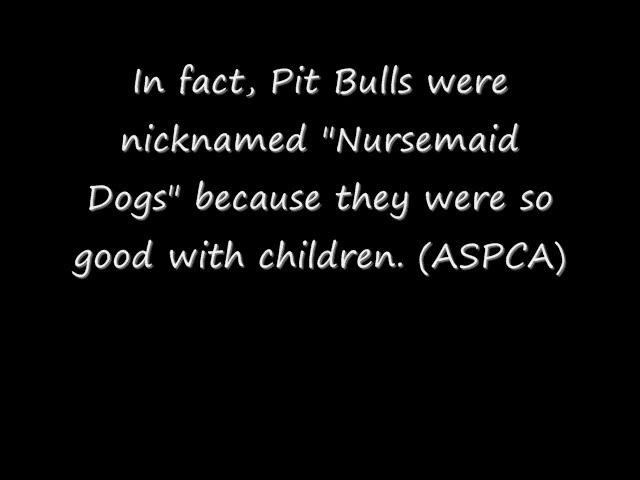 In fact, Pit Bulls were
nicknamed "Nursemaid
Dogs" because they were so
good with children. (ASPCA)